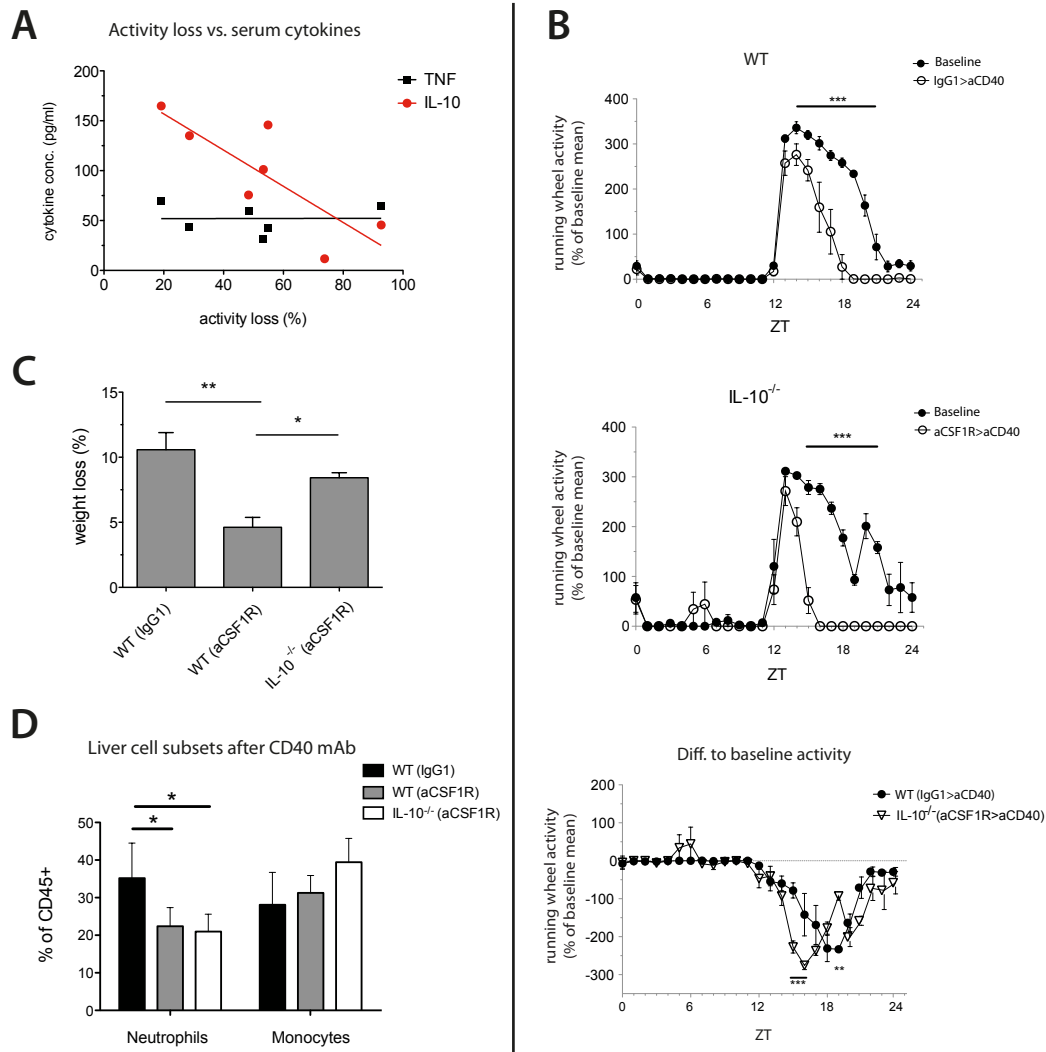 A
Activity loss vs. serum cytokines
TNF
IL-10
cytokine conc. (pg/ml)
200
150
100
50
0
0 20 40 60 80 100
activity loss (%)
B
WT
Baseline
IgG1>aCD40
***
running wheel activity
(% of baseline mean)
400
300
200
100
0
0 6 12 18 24
ZT
IL-10-/-
Baseline
aCSF1R>aCD40
***
running wheel activity
(% of baseline mean)
400
300
200
100
0
0 6 12 18 24
ZT
Diff. to baseline activity
WT (IgG1>aCD40)
IL-10-/-(aCSF1R>aCD40)
running wheel activity
(% of baseline mean)
200
100
0
-100
-200
-300
***
**
0 6 12 18 24
ZT
C
weight loss (%)
15
10
5
0
**
*
WT (IgG1)
WT (aCSF1R)
IL-10-/- (aCSF1R)
D
Liver cell subsets after CD40 mAb
WT (IgG1)
WT (aCSF1R)
IL-10-/- (aCSF1R)
% of CD45+
60
50
40
30
20
10
0
*
*
Neutrophils Monocytes